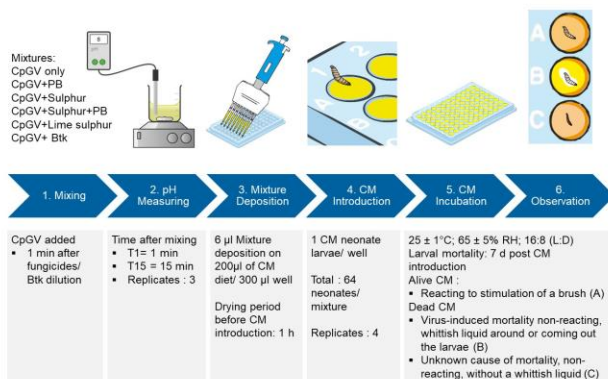 Mixtures:
CpGV only
CpGV+PB
CpGV+Sulphur
CpGV+Sulphur+PB
CpGV+Lime sulphur
CpGV+ Btk
1
2
A
B
A
B
C
1. Mixing
2. pH
Measuring
3. Mixture
Deposition
4. CM
Introduction
5. CM
Incubation
6.
Observation
CpGV added
▪ 1 min after
fungicides/
Btk dilution
Time after mixing
▪ T1= 1 min
▪ T15 = 15 min
▪ Replicates : 3
6 µl Mixture
deposition on
200µl of CM
diet/ 300 µl well
Drying period
before CM
introduction: 1 h
1 CM neonate
larvae/ well
Total : 64
neonates/
mixture
Replicates : 4
25 ± 1°C; 65 ± 5% RH; 16:8 (L:D)
Larval mortality: 7 d post CM
introduction
Alive CM :
▪ Reacting to stimulation of a brush (A)
Dead CM
▪ Virus-induced mortality non-reacting,
whittish liquid around or coming out
the larvae (B)
▪ Unknown cause of mortality, non-
reacting, without a whittish liquid (C)